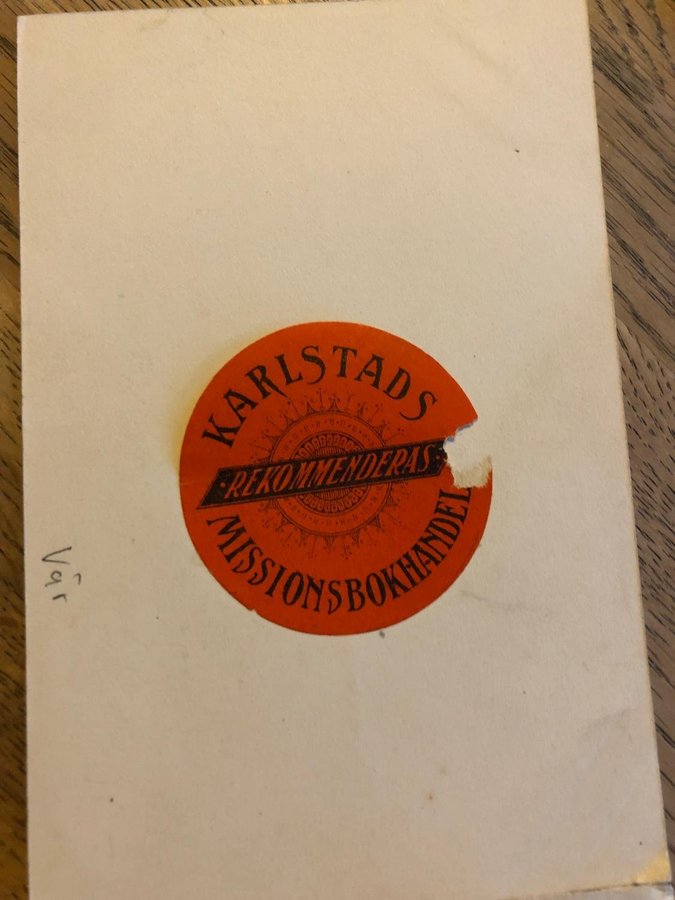 KARLSTADS
·REKOMMENDERAS·
MISSIONSBOKHANDEL
Vår